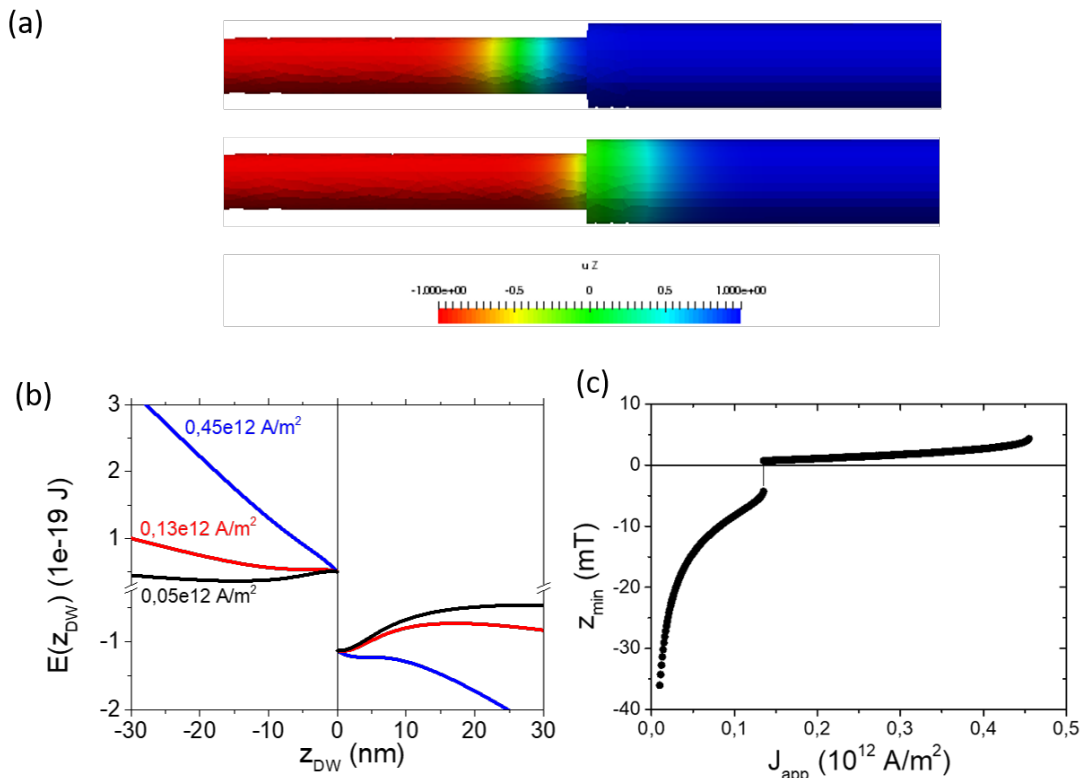 (a)
u Z
-1.000e+00 -0.5 0 0.5 1.000e+00
(b)
3
2
1
-1
-2
E(z_DW) (1e-19 J)
0,45e12 A/m²
0,13e12 A/m²
0,05e12 A/m²
-30 -20 -10 0 10 20 30
z_DW (nm)
(c)
10
0
-10
-20
-30
-40
z_min (mT)
0,0 0,1 0,2 0,3 0,4 0,5
J_app (10¹² A/m²)